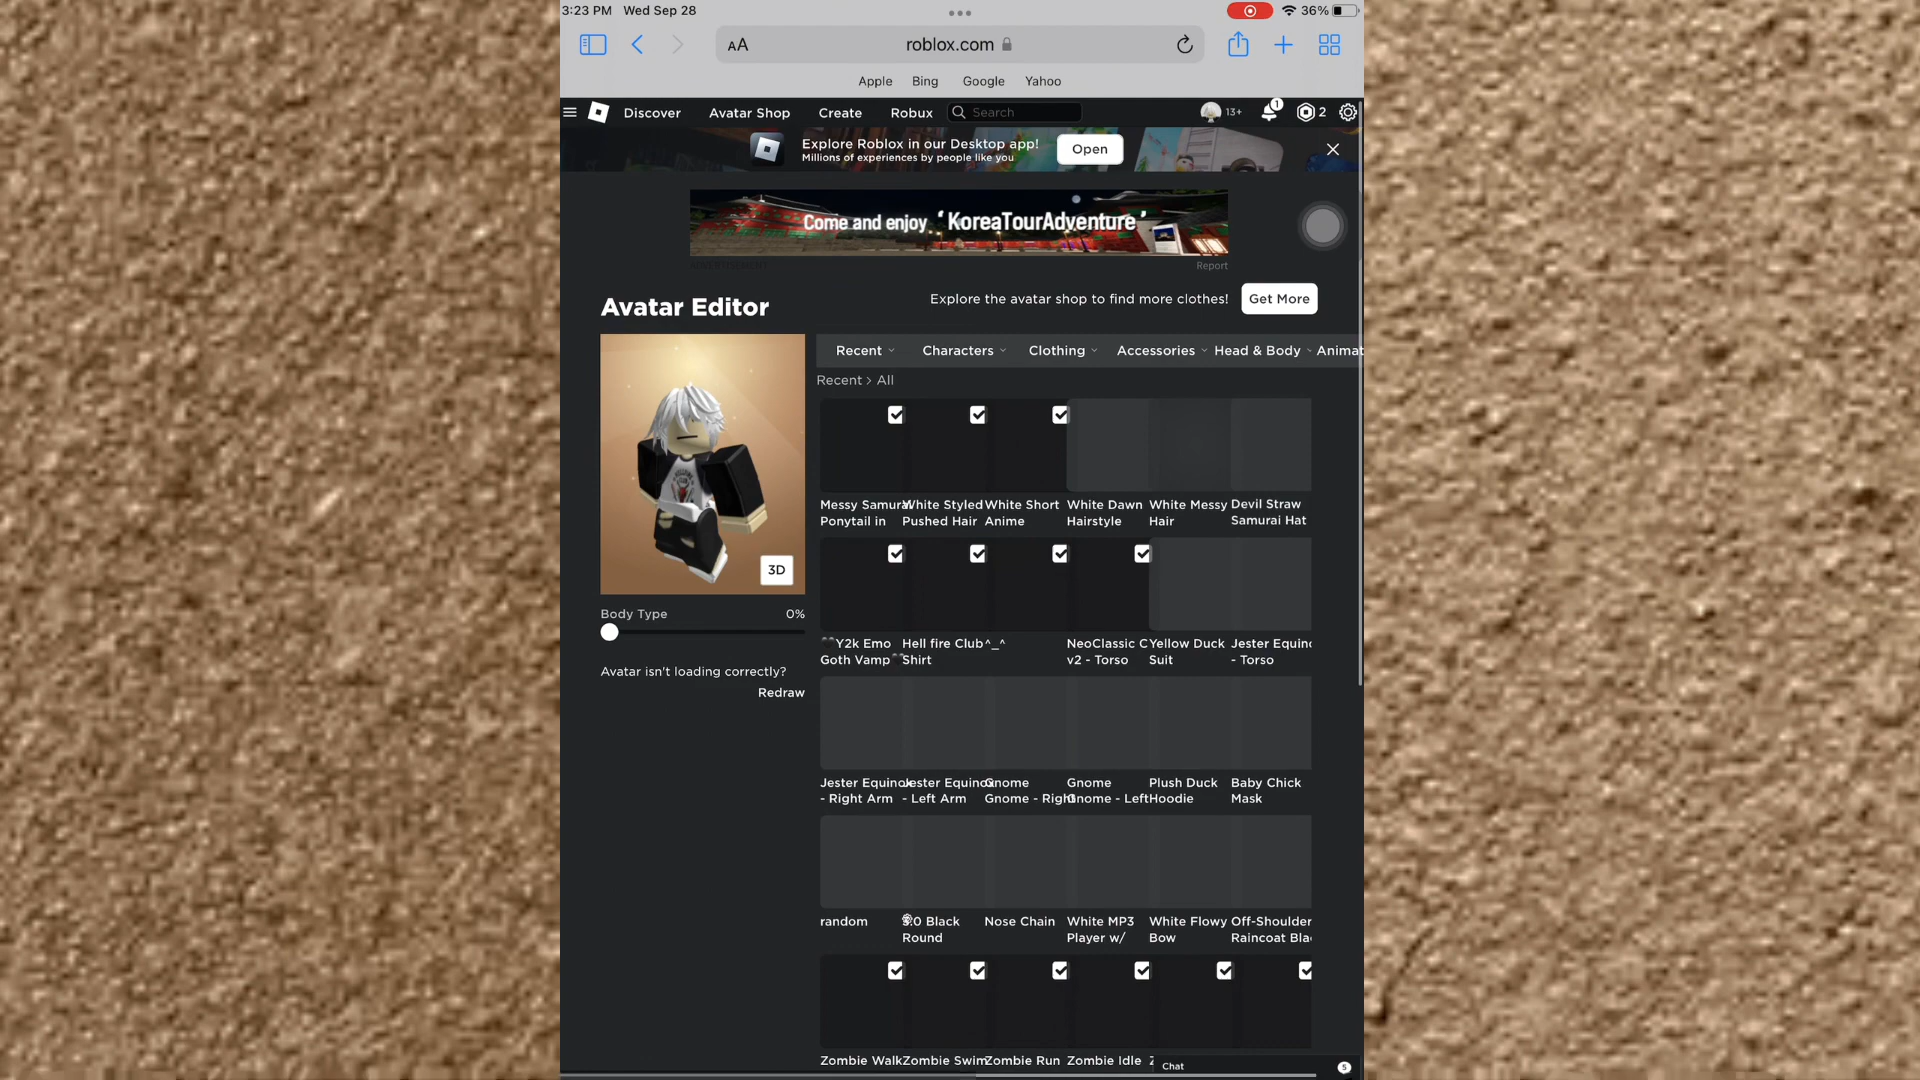 3:23 PM Wed Sep 28
36%
AA
roblox.com
Apple Bing Google Yahoo
Discover Avatar Shop Create Robux Search 13+ 1 2
Explore Roblox in our Desktop app!
Millions of experiences by people like you
Open
Come and enjoy 'KoreaTourAdventure'
ADVERTISEMENT
Report
Avatar Editor
Explore the avatar shop to find more clothes!
Get More
Recent Characters Clothing Accessories Head & Body Animat
Recent > All
3D
Body Type 0%
Avatar isn't loading correctly?
Redraw
Messy Samurai White Styled White Short White Dawn White Messy Devil Straw
Ponytail in Pushed Hair Anime Hairstyle Hair Samurai Hat
Y2k Emo Hell fire Club ^_^ NeoClassic C Yellow Duck Jester Equino
Goth Vamp Shirt v2 - Torso Suit - Torso
Jester Equinox Jester Equinox Gnome Gnome Plush Duck Baby Chick
- Right Arm - Left Arm Gnome - Right Gnome - Left Hoodie Mask
random 3.0 Black Nose Chain White MP3 White Flowy Off-Shoulder
Round Player w/ Bow Raincoat Bla
Zombie Walk Zombie Swim Zombie Run Zombie Idle Z
Chat 5